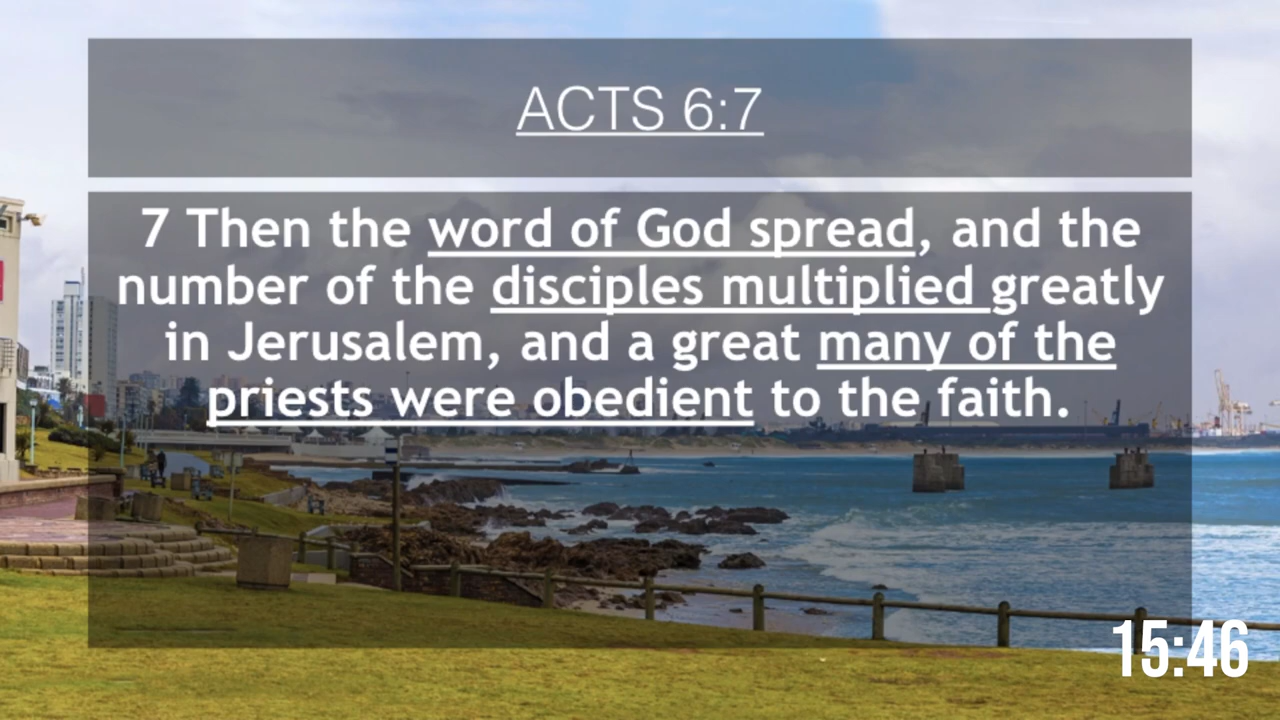 ACTS 6:7
7 Then the word of God spread, and the
number of the disciples multiplied greatly
in Jerusalem, and a great many of the
priests were obedient to the faith.
15:46